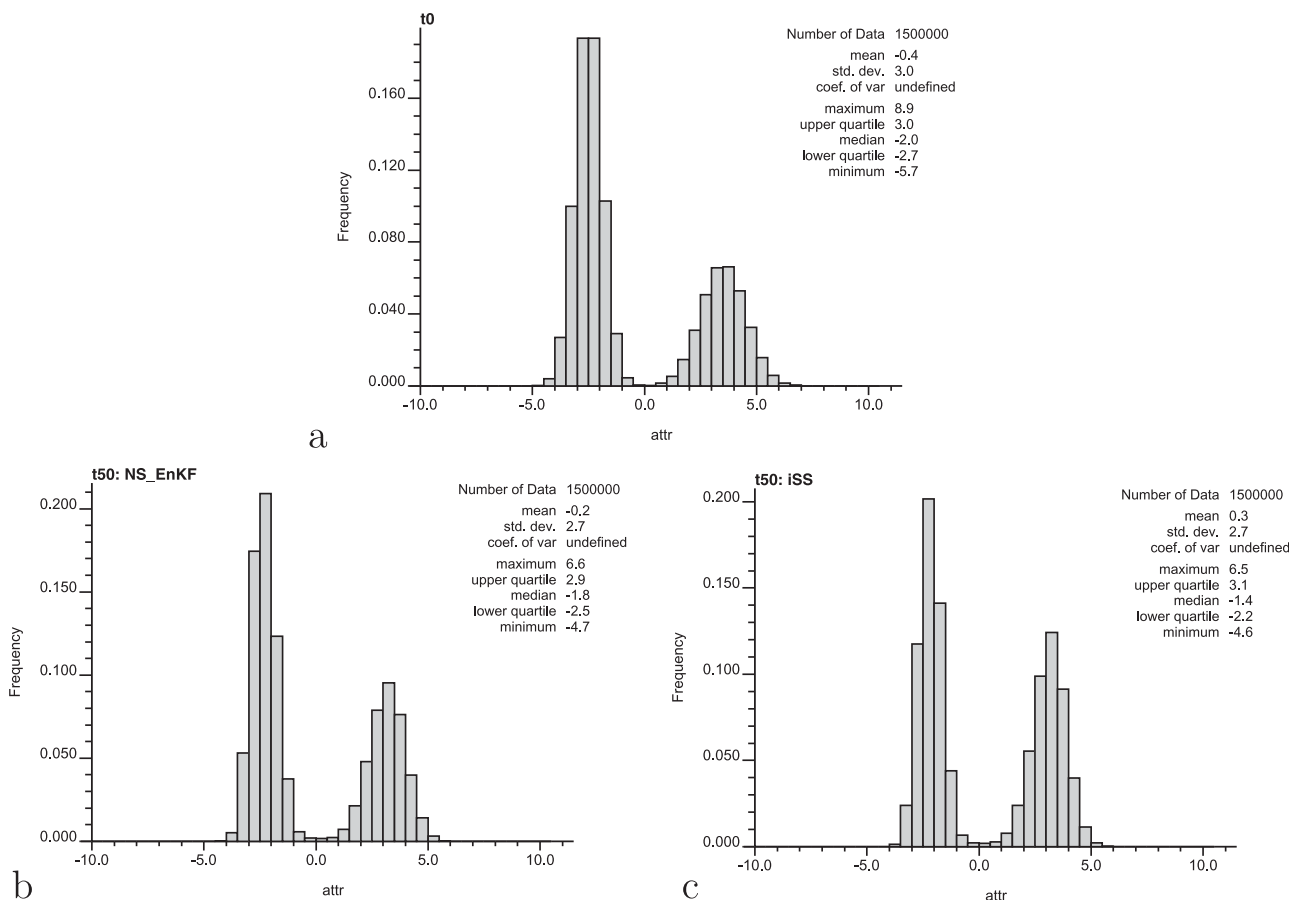 t0
Number of Data 1500000
mean -0.4
std. dev. 3.0
coef. of var undefined
maximum 8.9
upper quartile 3.0
median -2.0
lower quartile -2.7
minimum -5.7
Frequency
0.160
0.120
0.080
0.040
0.000
-10.0 -5.0 0.0 5.0 10.0
attr
a
t50: NS_EnKF
Number of Data 1500000
mean -0.2
std. dev. 2.7
coef. of var undefined
maximum 6.6
upper quartile 2.9
median -1.8
lower quartile -2.5
minimum -4.7
Frequency
0.200
0.150
0.100
0.050
0.000
-10.0 -5.0 0.0 5.0 10.0
attr
b
t50: iSS
Number of Data 1500000
mean 0.3
std. dev. 2.7
coef. of var undefined
maximum 6.5
upper quartile 3.1
median -1.4
lower quartile -2.2
minimum -4.6
Frequency
0.200
0.150
0.100
0.050
0.000
-10.0 -5.0 0.0 5.0 10.0
attr
c